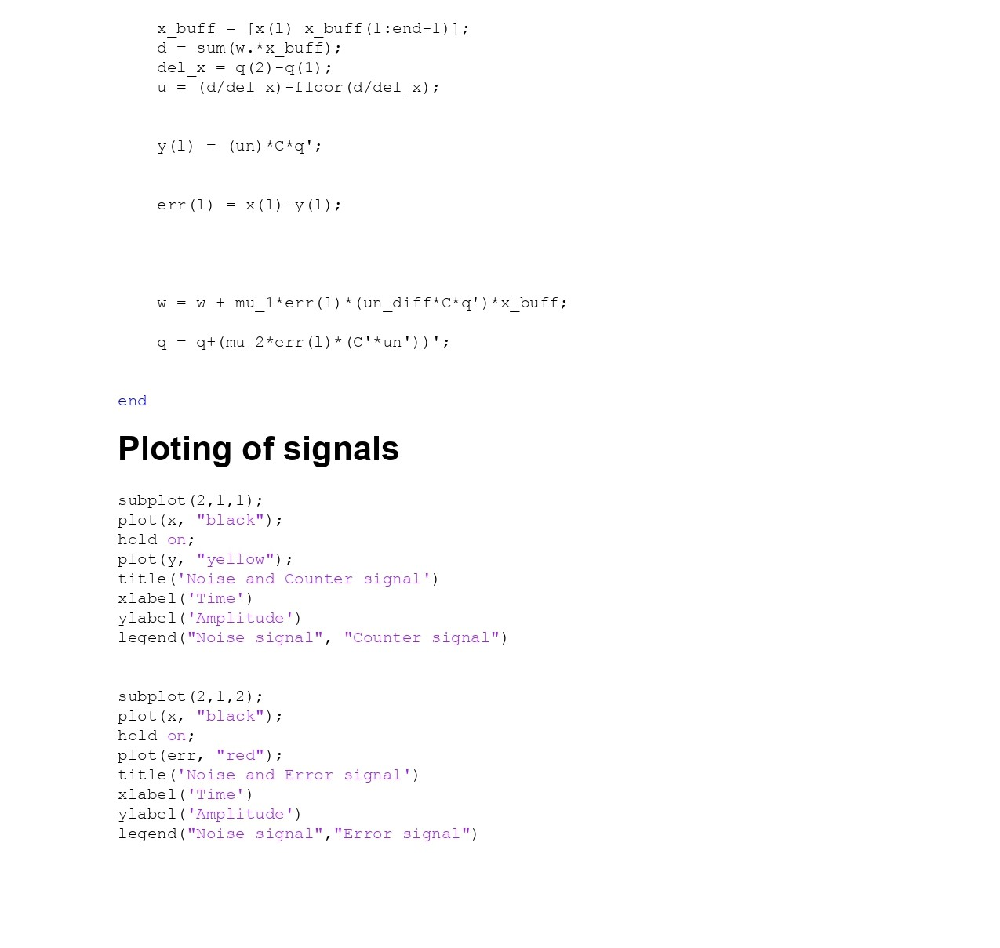 x_buff = [x(l) x_buff(1:end-1)];
d = sum(w.*x_buff);
del_x = q(2)-q(1);
u = (d/del_x)-floor(d/del_x);
y(l) = (un)*C*q';
err(l) = x(l)-y(l);
w = w + mu_1*err(l)*(un_diff*C*q')*x_buff;
q = q+(mu_2*err(l)*(C'*un'))';
end
Ploting of signals
subplot(2,1,1);
plot(x, "black");
hold on;
plot(y, "yellow");
title('Noise and Counter signal')
xlabel('Time')
ylabel('Amplitude')
legend("Noise signal", "Counter signal")
subplot(2,1,2);
plot(x, "black");
hold on;
plot(err, "red");
title('Noise and Error signal')
xlabel('Time')
ylabel('Amplitude')
legend("Noise signal","Error signal")